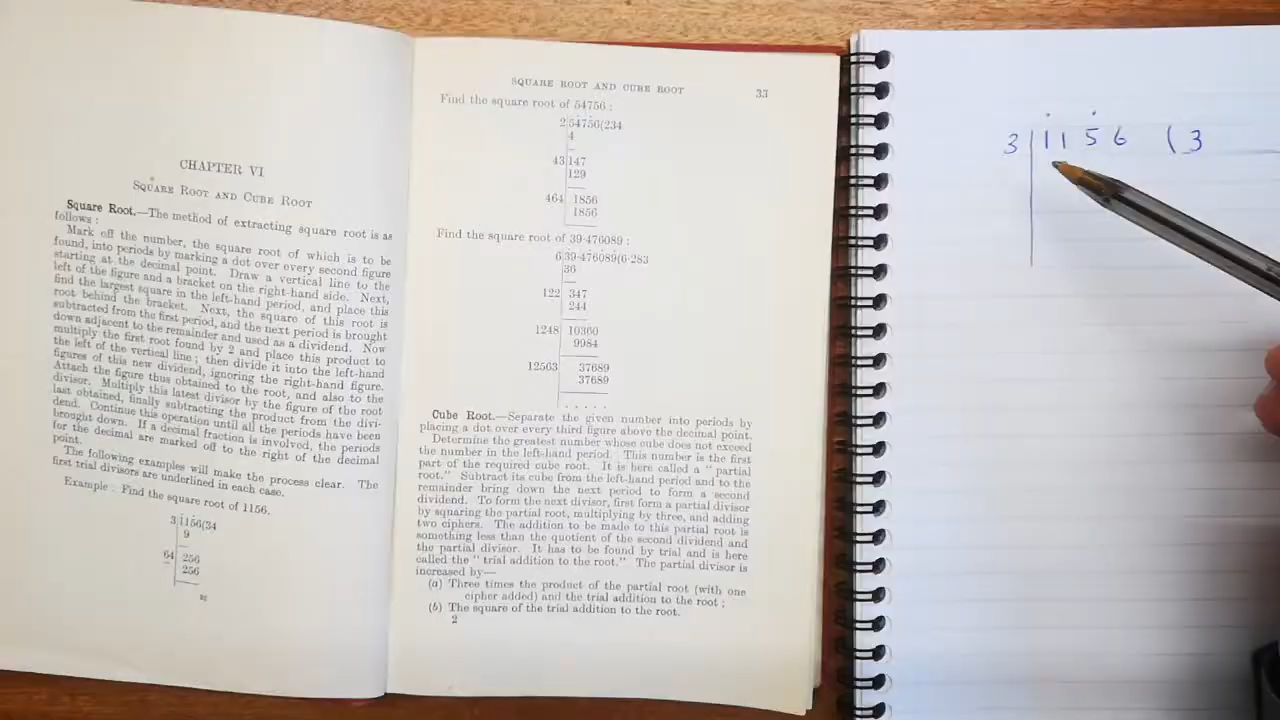 CHAPTER VI
SQUARE ROOT AND CUBE ROOT
Square Root.—The method of extracting square root is as
follows:
Mark off the number, the square root of which is to be
found, into periods by marking a dot over every second figure
starting at the decimal point. Draw a vertical line to the
left of the figure and a bracket on the right-hand side. Next,
find the largest square in the left-hand period, and place this
root behind the bracket. Next, the square of this root is
subtracted from the first period, and the next period is brought
down adjacent to the remainder and used as a dividend. Now
multiply the first root found by 2 and place this product to
the left of the vertical line; then divide it into the left-hand
figures of this new dividend, ignoring the right-hand figure.
Attach the figure thus obtained to the root, and also to the
divisor. Multiply this latest divisor by the figure of the root
last obtained, finally subtracting the product from the divi-
dend. Continue this operation until all the periods have been
brought down. If a decimal fraction is involved, the periods
for the decimal are marked off to the right of the decimal
point.
The following examples will make the process clear. The
first trial divisors are underlined in each case.
Example: Find the square root of 1156.
3|1156(34
9
64|256
256
SQUARE ROOT AND CUBE ROOT 33
Find the square root of 54756:
2|54756(234
4
43|147
129
464|1856
1856
Find the square root of 39·476089:
6|39·476089(6·283
36
122|347
244
1248|10360
9984
12563|37689
37689
. . . . .
Cube Root.—Separate the given number into periods by
placing a dot over every third figure above the decimal point.
Determine the greatest number whose cube does not exceed
the number in the left-hand period. This number is the first
part of the required cube root. It is here called a "partial
root." Subtract its cube from the left-hand period and to the
remainder bring down the next period to form a second
dividend. To form the next divisor, first form a partial divisor
by squaring the partial root, multiplying by three, and adding
two ciphers. The addition to be made to this partial root is
something less than the quotient of the second dividend and
the partial divisor. It has to be found by trial and is here
called the "trial addition to the root." The partial divisor is
increased by—
(a) Three times the product of the partial root (with one
cipher added) and the trial addition to the root;
(b) The square of the trial addition to the root.
2
3|1156 (3